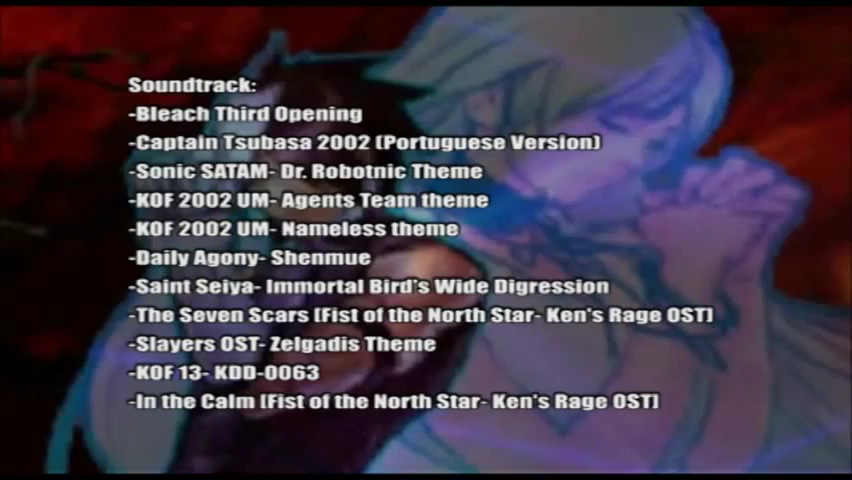 Soundtrack:
-Bleach Third Opening
-Captain Tsubasa 2002 (Portuguese Version)
-Sonic SATAM- Dr. Robotnic Theme
-KOF 2002 UM- Agents Team theme
-KOF 2002 UM- Nameless theme
-Daily Agony- Shenmue
-Saint Seiya- Immortal Bird's Wide Digression
-The Seven Scars (Fist of the North Star- Ken's Rage OST)
-Slayers OST- Zelgadis Theme
-KOF 13- KDD-0063
-In the Calm (Fist of the North Star- Ken's Rage OST)